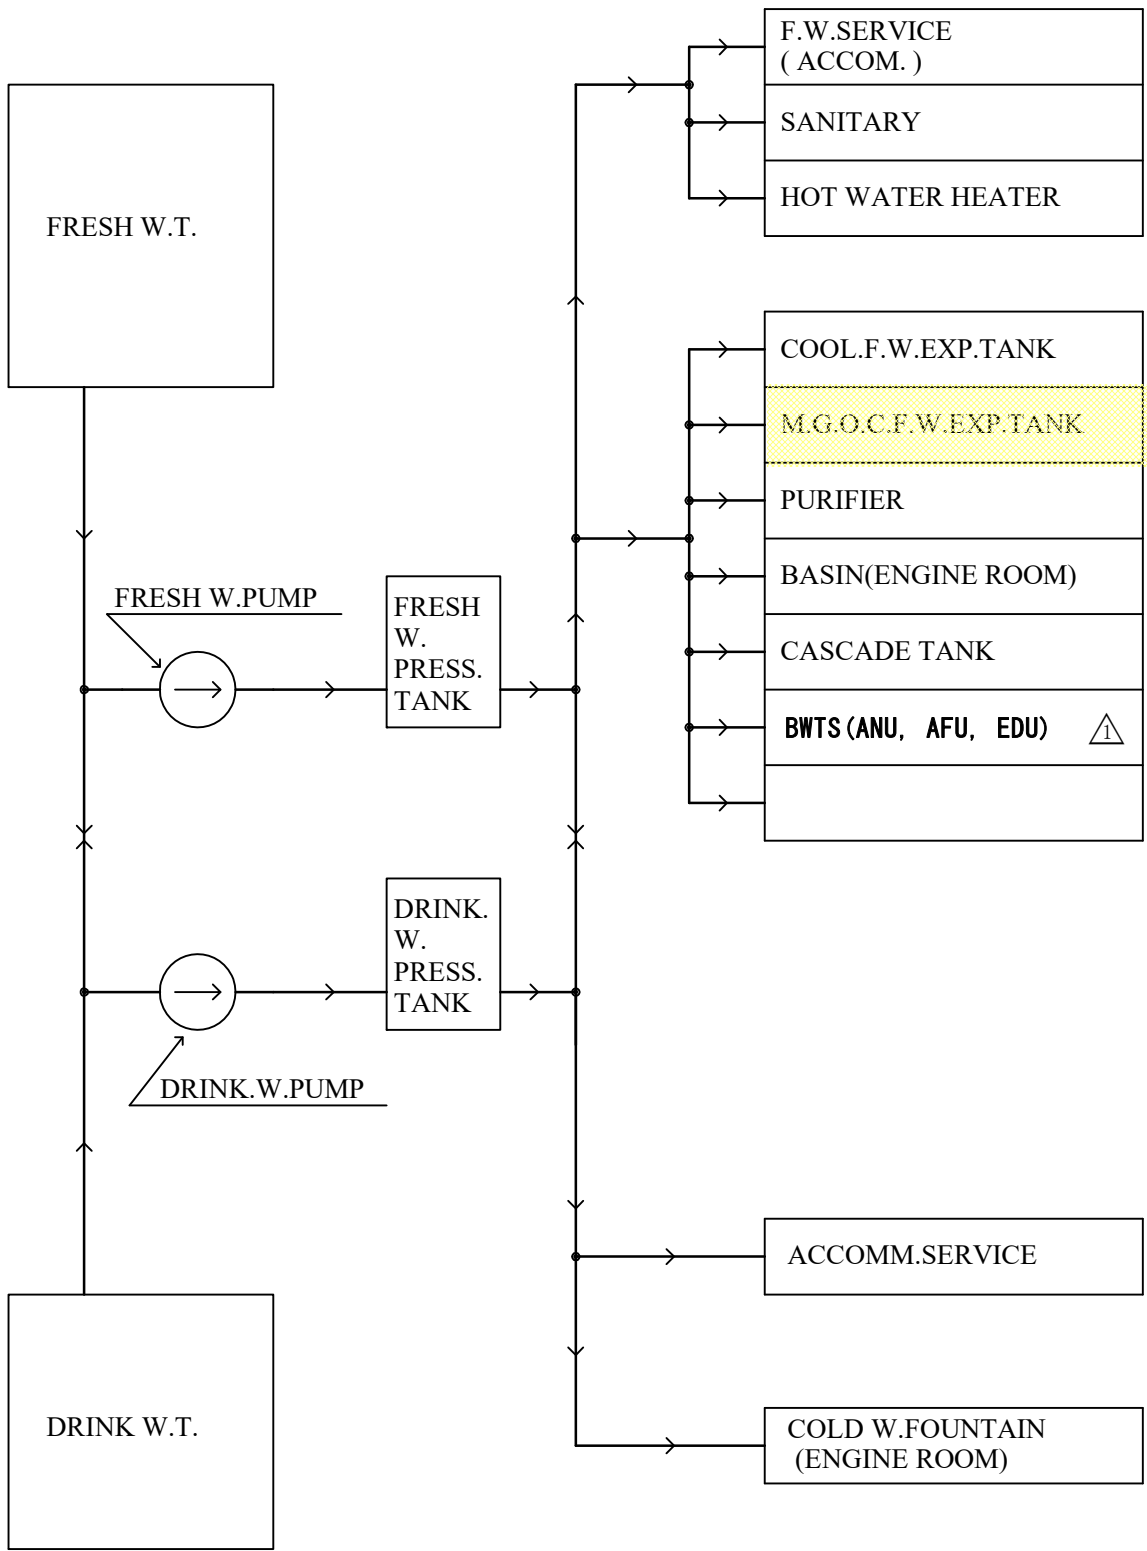 F.W.SERVICE
( ACCOM. )
SANITARY
HOT WATER HEATER
FRESH W.T.
COOL.F.W.EXP.TANK
M.G.O.C.F.W.EXP.TANK
PURIFIER
BASIN(ENGINE ROOM)
CASCADE TANK
BWTS(ANU, AFU, EDU) 1
FRESH W.PUMP
FRESH
W.
PRESS.
TANK
DRINK.
W.
PRESS.
TANK
DRINK.W.PUMP
ACCOMM.SERVICE
DRINK W.T.
COLD W.FOUNTAIN
(ENGINE ROOM)